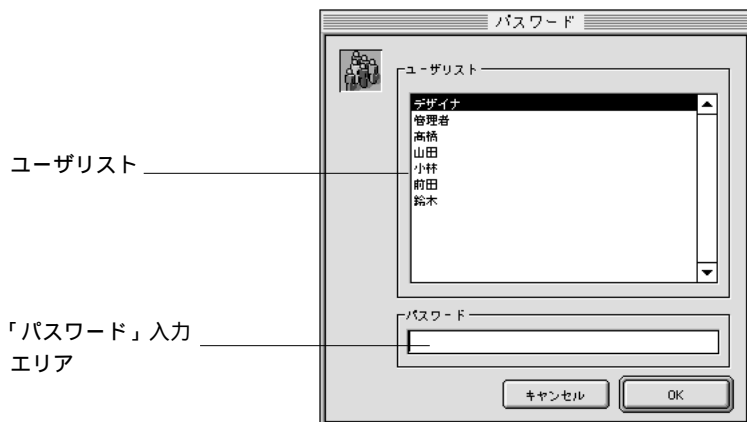 パスワード
ユーザリスト
デザイナ
管理者
高橋
山田
小林
前田
鈴木
ユーザリスト
パスワード
「パスワード」入力
エリア
キャンセル
OK